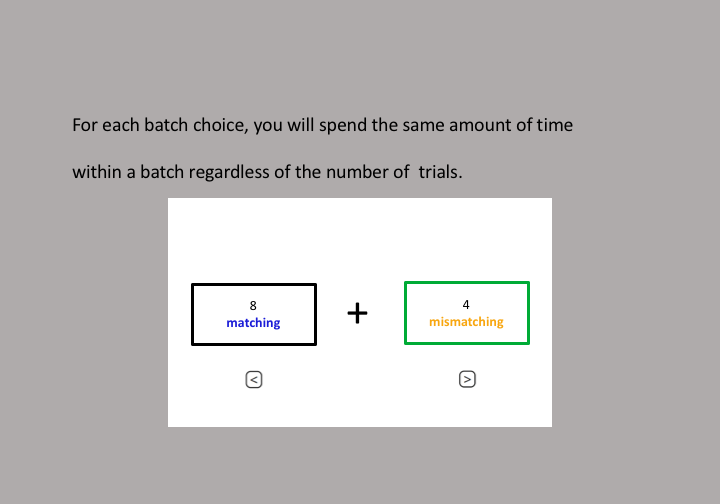 For each batch choice, you will spend the same amount of time
within a batch regardless of the number of  trials.
8
matching
+
4
mismatching
<
>